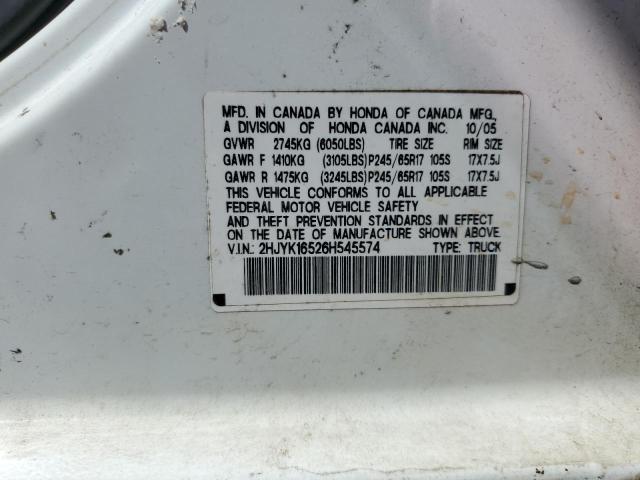 MFD. IN CANADA BY HONDA OF CANADA MFG.,
A DIVISION OF HONDA CANADA INC. 10/05
GVWR 2745KG (6050LBS) TIRE SIZE RIM SIZE
GAWR F 1410KG (3105LBS)P245/65R17 105S 17X7.5J
GAWR R 1475KG (3245LBS)P245/65R17 105S 17X7.5J
THIS VEHICLE CONFORMS TO ALL APPLICABLE
FEDERAL MOTOR VEHICLE SAFETY
AND THEFT PREVENTION STANDARDS IN EFFECT
ON THE DATE OF MANUFACTURE SHOWN ABOVE.
V.I.N.: 2HJYK16526H545574 TYPE: TRUCK